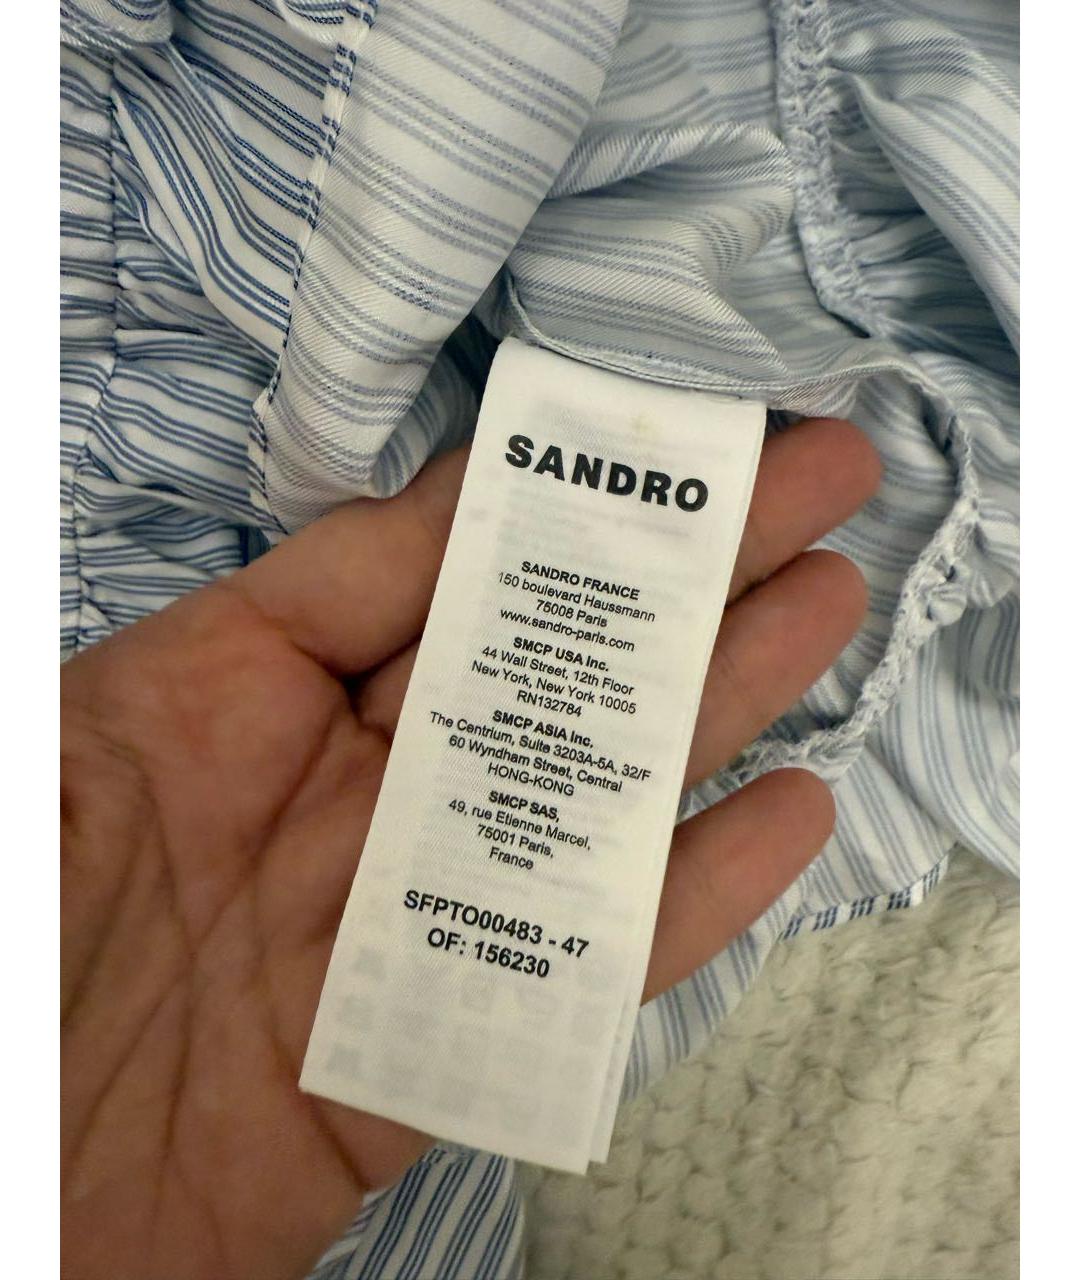 SANDRO
SANDRO FRANCE
150 boulevard Haussmann
75008 Paris
www.sandro-paris.com
SMCP USA Inc.
44 Wall Street, 12th Floor
New York, New York 10005
RN132784
SMCP ASIA Inc.
The Centrium, Suite 3203A-5A, 32/F
60 Wyndham Street, Central
HONG-KONG
SMCP SAS,
49, rue Etienne Marcel,
75001 Paris,
France
SFPTO00483 - 47
OF: 156230